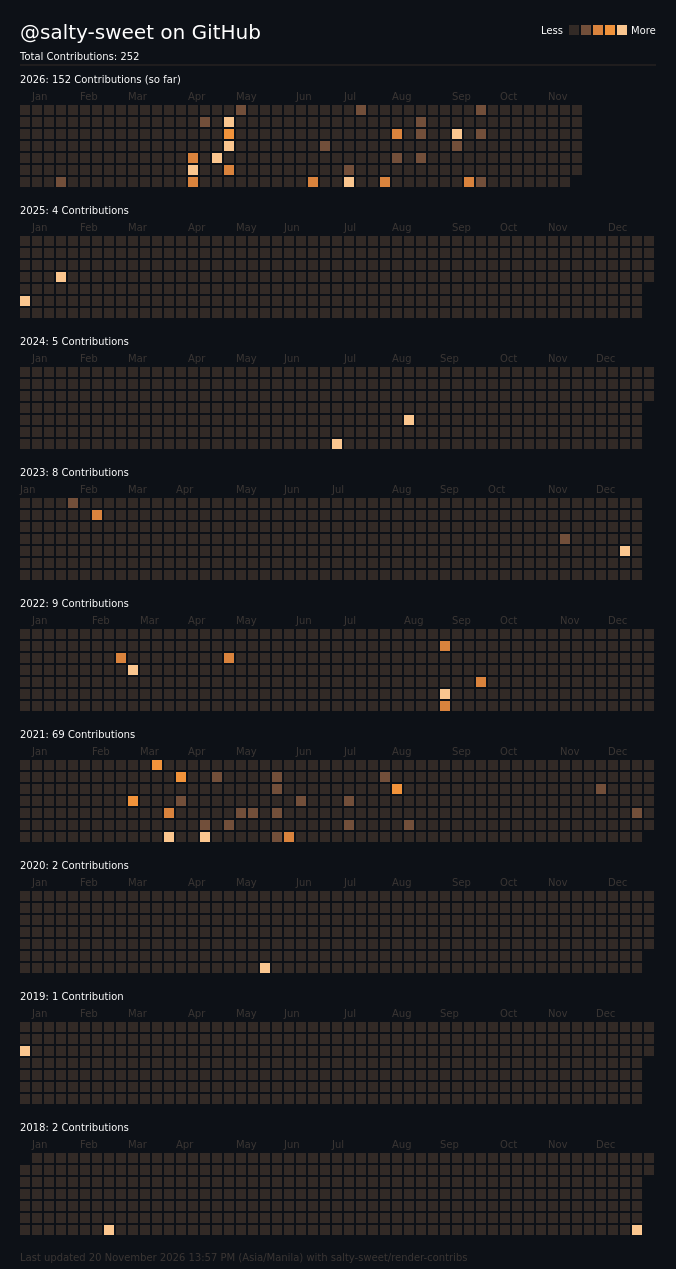 @salty-sweet on GitHub
Less More
Total Contributions: 252
2026: 152 Contributions (so far)
Jan Feb Mar Apr May Jun Jul Aug Sep Oct Nov
2025: 4 Contributions
Jan Feb Mar Apr May Jun Jul Aug Sep Oct Nov Dec
2024: 5 Contributions
Jan Feb Mar Apr May Jun Jul Aug Sep Oct Nov Dec
2023: 8 Contributions
Jan Feb Mar Apr May Jun Jul Aug Sep Oct Nov Dec
2022: 9 Contributions
Jan Feb Mar Apr May Jun Jul Aug Sep Oct Nov Dec
2021: 69 Contributions
Jan Feb Mar Apr May Jun Jul Aug Sep Oct Nov Dec
2020: 2 Contributions
Jan Feb Mar Apr May Jun Jul Aug Sep Oct Nov Dec
2019: 1 Contribution
Jan Feb Mar Apr May Jun Jul Aug Sep Oct Nov Dec
2018: 2 Contributions
Jan Feb Mar Apr May Jun Jul Aug Sep Oct Nov Dec
Last updated 20 November 2026 13:57 PM (Asia/Manila) with salty-sweet/render-contribs